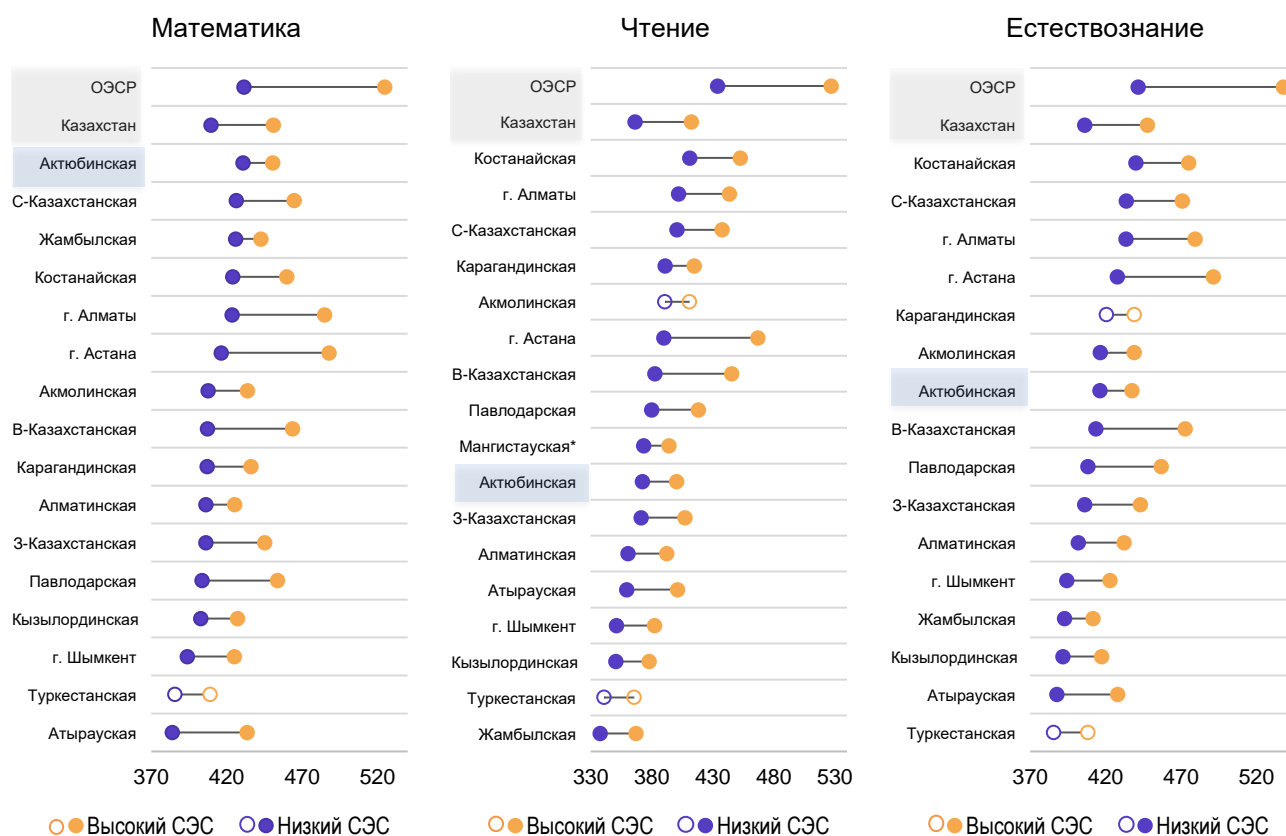 Математика
ОЭСР
Казахстан
Актюбинская
С-Казахстанская
Жамбылская
Костанайская
г. Алматы
г. Астана
Акмолинская
В-Казахстанская
Карагандинская
Алматинская
З-Казахстанская
Павлодарская
Кызылординская
г. Шымкент
Туркестанская
Атырауская
370 420 470 520
Высокий СЭС Низкий СЭС
Чтение
ОЭСР
Казахстан
Костанайская
г. Алматы
С-Казахстанская
Карагандинская
Акмолинская
г. Астана
В-Казахстанская
Павлодарская
Мангистауская*
Актюбинская
З-Казахстанская
Алматинская
Атырауская
г. Шымкент
Кызылординская
Туркестанская
Жамбылская
330 380 430 480 530
Высокий СЭС Низкий СЭС
Естествознание
ОЭСР
Казахстан
Костанайская
С-Казахстанская
г. Алматы
г. Астана
Карагандинская
Акмолинская
Актюбинская
В-Казахстанская
Павлодарская
З-Казахстанская
Алматинская
г. Шымкент
Жамбылская
Кызылординская
Атырауская
Туркестанская
370 420 470 520
Высокий СЭС Низкий СЭС